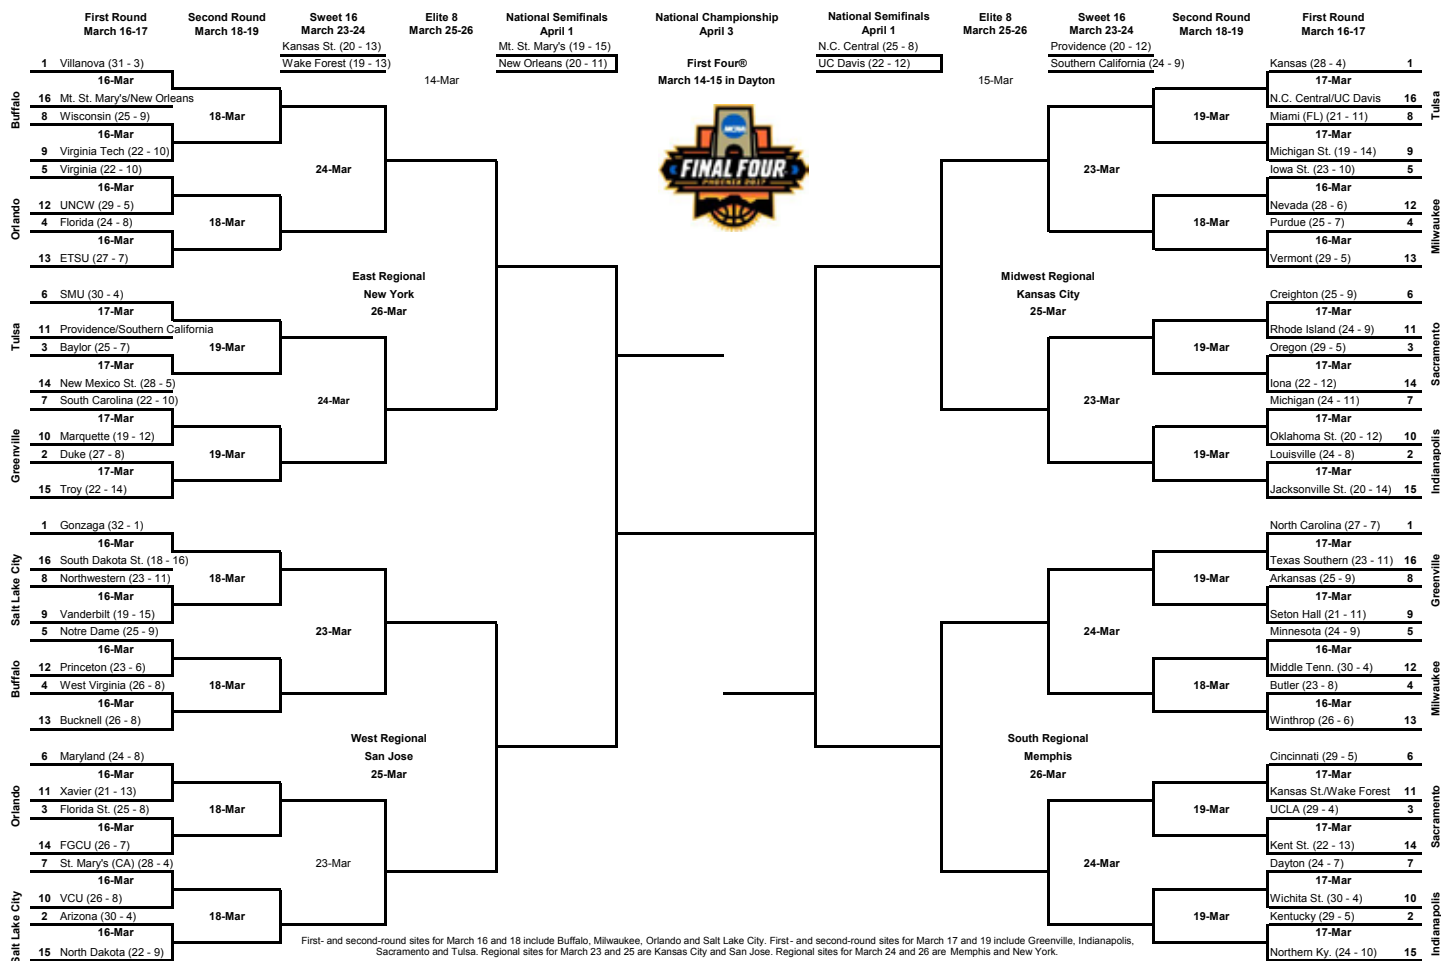 First Round
March 16-17
Second Round
March 18-19
Sweet 16
March 23-24
Elite 8
March 25-26
National Semifinals
April 1
National Championship
April 3
National Semifinals
April 1
Elite 8
March 25-26
Sweet 16
March 23-24
Second Round
March 18-19
First Round
March 16-17
Kansas St. (20 - 13)
Wake Forest (19 - 13)
14-Mar
Mt. St. Mary's (19 - 15)
New Orleans (20 - 11)
First Four®
March 14-15 in Dayton
N.C. Central (25 - 8)
UC Davis (22 - 12)
15-Mar
Providence (20 - 12)
Southern California (24 - 9)
NCAA
FINAL FOUR
PHOENIX 2017
Buffalo
1 Villanova (31 - 3)
16-Mar
16 Mt. St. Mary's/New Orleans
18-Mar
8 Wisconsin (25 - 9)
16-Mar
9 Virginia Tech (22 - 10)
24-Mar
Orlando
5 Virginia (22 - 10)
16-Mar
12 UNCW (29 - 5)
18-Mar
4 Florida (24 - 8)
16-Mar
13 ETSU (27 - 7)
East Regional
New York
26-Mar
Tulsa
6 SMU (30 - 4)
17-Mar
11 Providence/Southern California
19-Mar
3 Baylor (25 - 7)
17-Mar
14 New Mexico St. (28 - 5)
24-Mar
Greenville
7 South Carolina (22 - 10)
17-Mar
10 Marquette (19 - 12)
19-Mar
2 Duke (27 - 8)
17-Mar
15 Troy (22 - 14)
Salt Lake City
1 Gonzaga (32 - 1)
16-Mar
16 South Dakota St. (18 - 16)
18-Mar
8 Northwestern (23 - 11)
16-Mar
9 Vanderbilt (19 - 15)
23-Mar
Buffalo
5 Notre Dame (25 - 9)
16-Mar
12 Princeton (23 - 6)
18-Mar
4 West Virginia (26 - 8)
16-Mar
13 Bucknell (26 - 8)
West Regional
San Jose
25-Mar
Orlando
6 Maryland (24 - 8)
16-Mar
11 Xavier (21 - 13)
18-Mar
3 Florida St. (25 - 8)
16-Mar
14 FGCU (26 - 7)
23-Mar
Salt Lake City
7 St. Mary's (CA) (28 - 4)
16-Mar
10 VCU (26 - 8)
18-Mar
2 Arizona (30 - 4)
16-Mar
15 North Dakota (22 - 9)
Kansas (28 - 4) 1
17-Mar
N.C. Central/UC Davis 16
Tulsa
19-Mar
Miami (FL) (21 - 11) 8
17-Mar
Michigan St. (19 - 14) 9
23-Mar
Iowa St. (23 - 10) 5
16-Mar
Nevada (28 - 6) 12
Milwaukee
18-Mar
Purdue (25 - 7) 4
16-Mar
Vermont (29 - 5) 13
Midwest Regional
Kansas City
25-Mar
Creighton (25 - 9) 6
17-Mar
Rhode Island (24 - 9) 11
Sacramento
19-Mar
Oregon (29 - 5) 3
17-Mar
Iona (22 - 12) 14
23-Mar
Michigan (24 - 11) 7
17-Mar
Oklahoma St. (20 - 12) 10
Indianapolis
19-Mar
Louisville (24 - 8) 2
17-Mar
Jacksonville St. (20 - 14) 15
North Carolina (27 - 7) 1
17-Mar
Texas Southern (23 - 11) 16
Greenville
19-Mar
Arkansas (25 - 9) 8
17-Mar
Seton Hall (21 - 11) 9
24-Mar
Minnesota (24 - 9) 5
16-Mar
Middle Tenn. (30 - 4) 12
Milwaukee
18-Mar
Butler (23 - 8) 4
16-Mar
Winthrop (26 - 6) 13
South Regional
Memphis
26-Mar
Cincinnati (29 - 5) 6
17-Mar
Kansas St./Wake Forest 11
Sacramento
19-Mar
UCLA (29 - 4) 3
17-Mar
Kent St. (22 - 13) 14
24-Mar
Dayton (24 - 7) 7
17-Mar
Wichita St. (30 - 4) 10
Indianapolis
19-Mar
Kentucky (29 - 5) 2
17-Mar
Northern Ky. (24 - 10) 15
First- and second-round sites for March 16 and 18 include Buffalo, Milwaukee, Orlando and Salt Lake City. First- and second-round sites for March 17 and 19 include Greenville, Indianapolis,
Sacramento and Tulsa. Regional sites for March 23 and 25 are Kansas City and San Jose. Regional sites for March 24 and 26 are Memphis and New York.